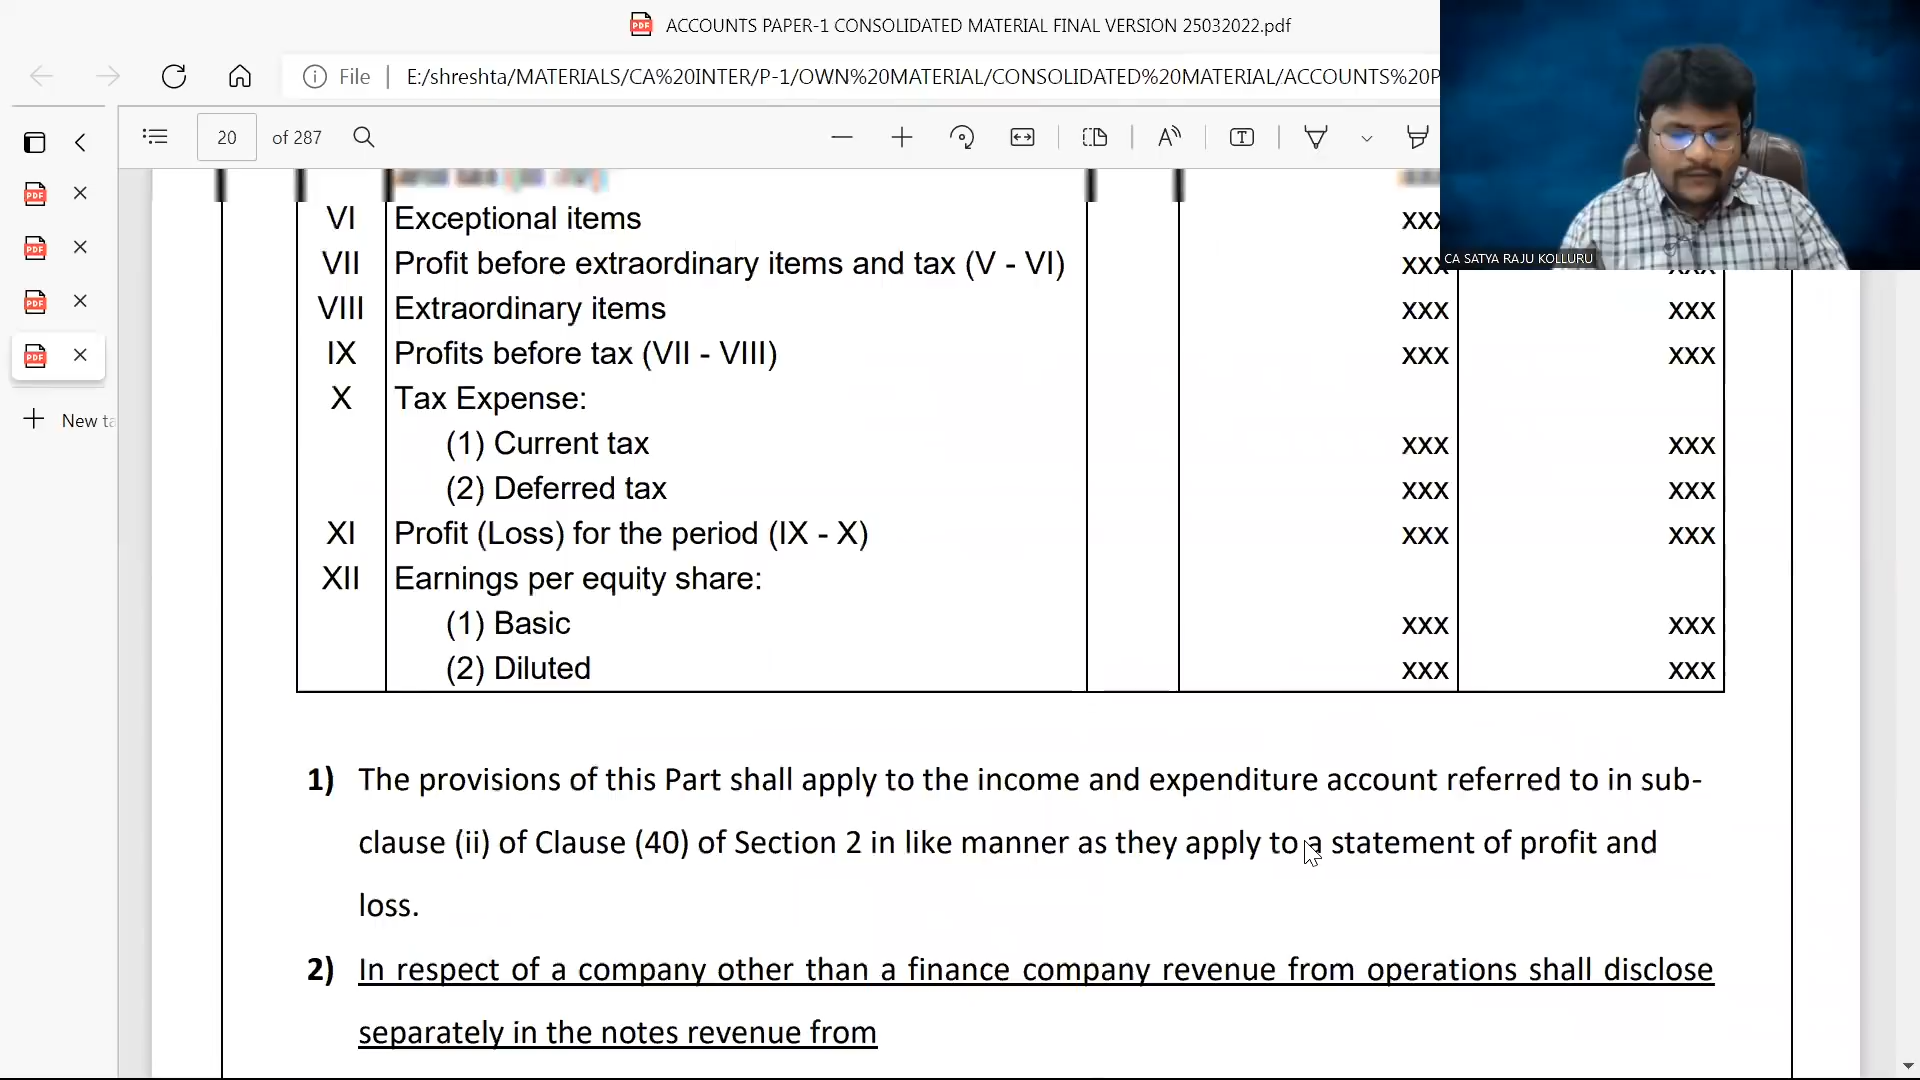 ACCOUNTS PAPER-1 CONSOLIDATED MATERIAL FINAL VERSION 25032022.pdf
File | E:/shreshta/MATERIALS/CA%20INTER/P-1/OWN%20MATERIAL/CONSOLIDATED%20MATERIAL/ACCOUNTS%20P
20 of 287
CA SATYA RAJU KOLLURU
New
VI Exceptional items xxx
VII Profit before extraordinary items and tax (V - VI) xxx xxx
VIII Extraordinary items xxx xxx
IX Profits before tax (VII - VIII) xxx xxx
X Tax Expense:
(1) Current tax xxx xxx
(2) Deferred tax xxx xxx
XI Profit (Loss) for the period (IX - X) xxx xxx
XII Earnings per equity share:
(1) Basic xxx xxx
(2) Diluted xxx xxx
1) The provisions of this Part shall apply to the income and expenditure account referred to in sub-
clause (ii) of Clause (40) of Section 2 in like manner as they apply to a statement of profit and
loss.
2) In respect of a company other than a finance company revenue from operations shall disclose
separately in the notes revenue from